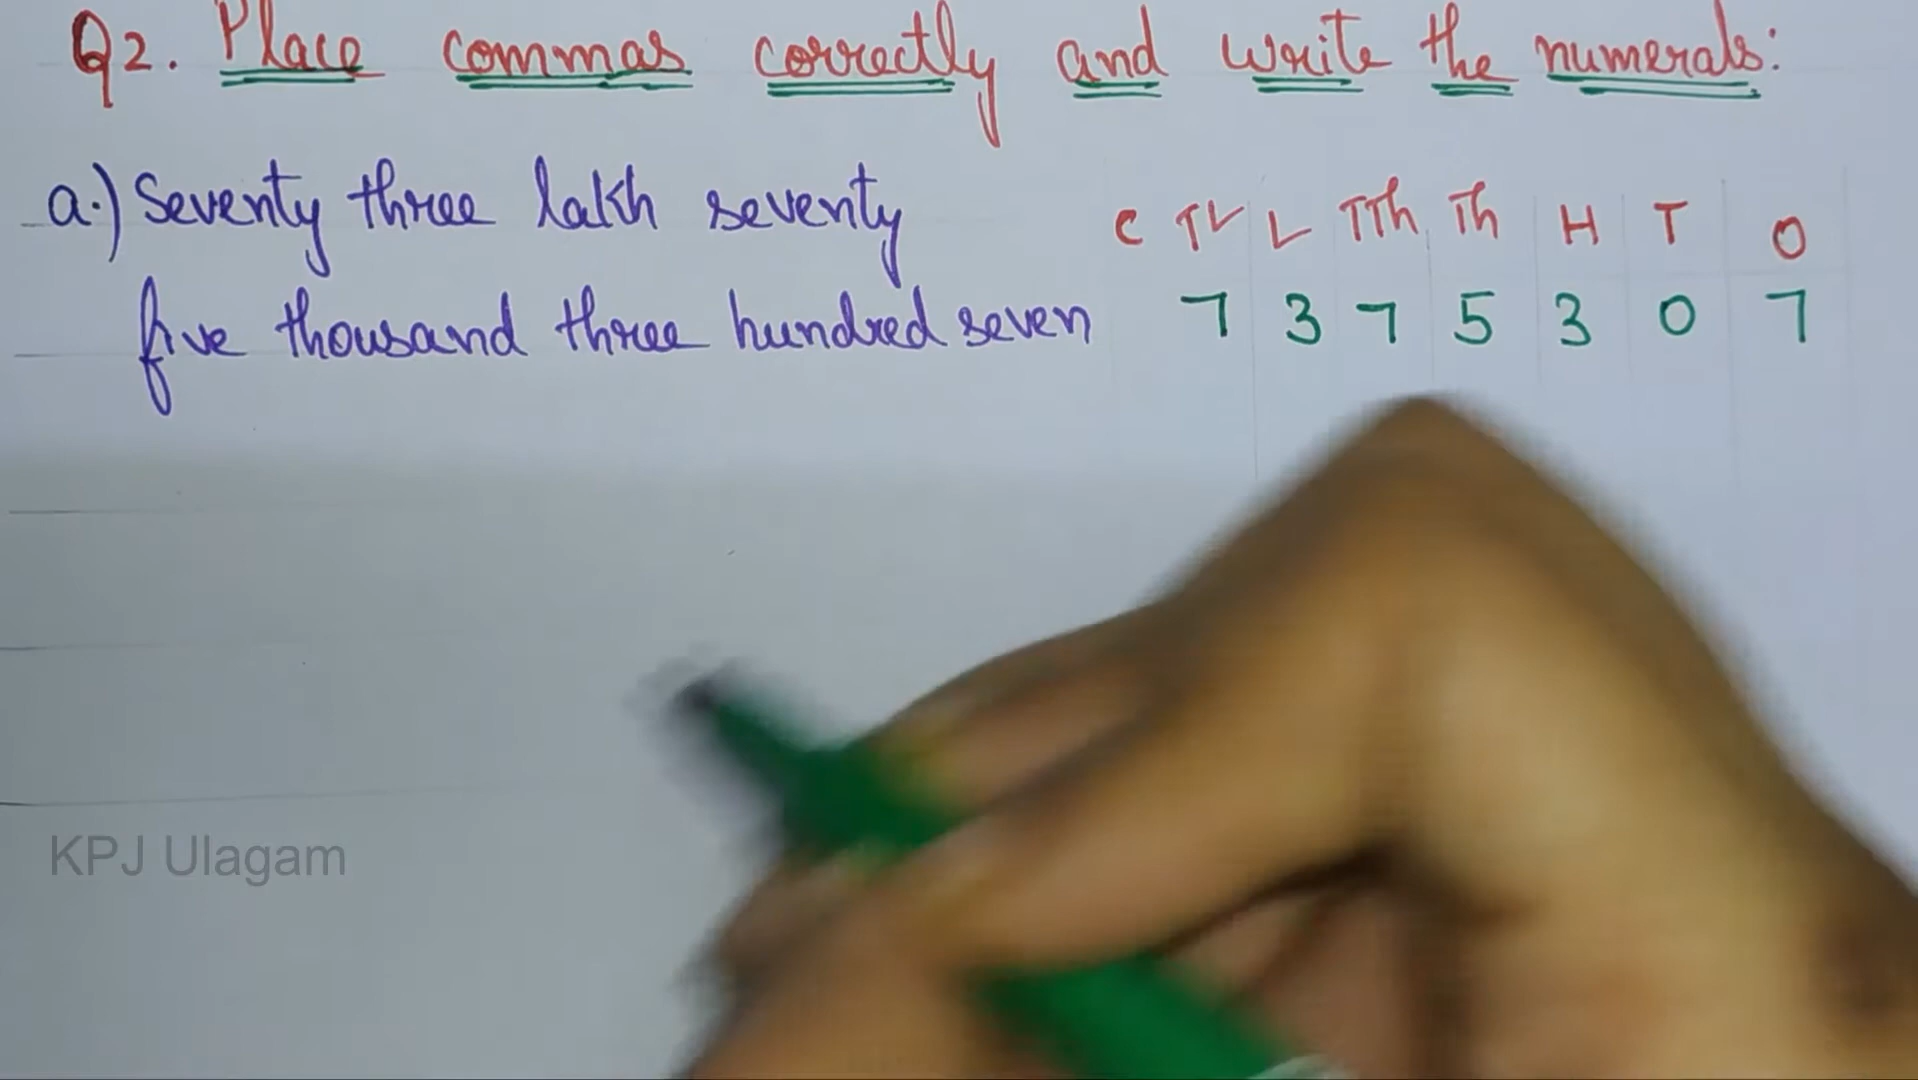 Q2. Place commas correctly and write the numerals:
a.) Seventy three lakh seventy
five thousand three hundred seven
C TL L TTh Th H T O
7 3 7 5 3 0 7
KPJ Ulagam